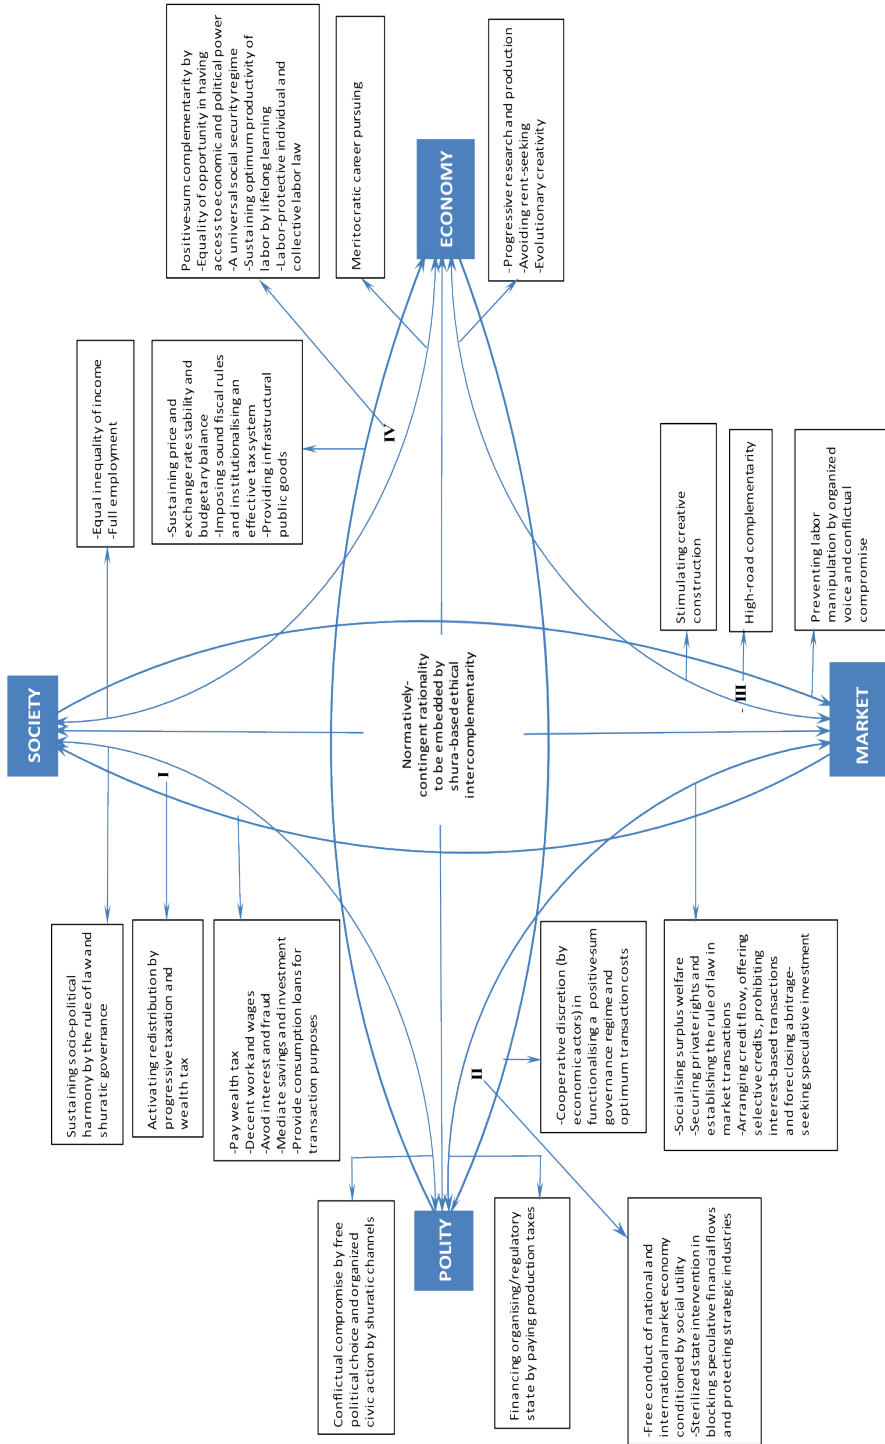 SOCIETY
Sustaining socio-political
harmony by the rule of law and
shuratic governance
-Equal inequality of income
-Full employment
Activating redistribution by
progressive taxation and
wealth tax
I
Positive-sum complementarity by
-Equality of opportunity in having
access to economic and political power
-A universal social security regime
-Sustaining optimum productivity of
labor by lifelong learning
-Labor-protective individual and
collective labor law
-Sustaining price and
exchange rate stability and
budgetary balance
-Imposing sound fiscal rules
and institutionalising an
effective tax system
-Providing infrastructural
public goods
-Pay wealth tax
-Decent work and wages
-Avod interest and fraud
-Mediate savings and investment
-Provide consumption loans for
transaction purposes
Conflictual compromise by free
political choice and organized
civic action by shuratic channels
Meritocratic career pursuing
IV
POLITY
Normatively-
contingent rationality
to be embedded by
shura-based ethical
intercomplementarity
ECONOMY
II
Financing organising/regulatory
state by paying production taxes
-Progressive research and production
-Avoiding rent-seeking
-Evolutionary creativity
-Cooperative discretion (by
economic actors) in
functionalising a positive-sum
governance regime and
optimum transaction costs
-Free conduct of national and
international market economy
conditioned by social utility
-Sterilized state intervention in
blocking speculative financial flows
and protecting strategic industries
-Socialising surplus welfare
-Securing private rights and
establishing the rule of law in
market transactions
-Arranging credit flow, offering
selective credits, prohibiting
interest-based transactions
and foreclosing abitrage-
seeking speculative investment
Stimulating creative
construction
- III
High-road complementarity
Preventing labor
manipulation by organized
voice and conflictual
compromise
MARKET